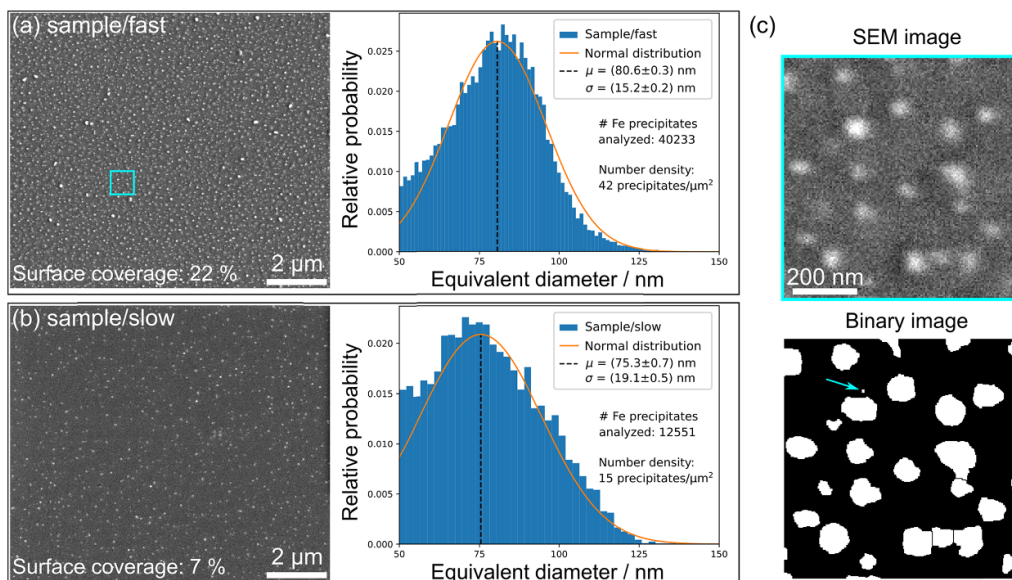 (a) sample/fast
Surface coverage: 22 %
2 μm
Relative probability
0.025
0.020
0.015
0.010
0.005
0.000
50
75
100
125
150
Equivalent diameter / nm
Sample/fast
Normal distribution
μ = (80.6±0.3) nm
σ = (15.2±0.2) nm
# Fe precipitates
analyzed: 40233
Number density:
42 precipitates/μm²
(b) sample/slow
Surface coverage: 7 %
2 μm
Relative probability
0.020
0.015
0.010
0.005
0.000
50
75
100
125
150
Equivalent diameter / nm
Sample/slow
Normal distribution
μ = (75.3±0.7) nm
σ = (19.1±0.5) nm
# Fe precipitates
analyzed: 12551
Number density:
15 precipitates/μm²
(c)
SEM image
200 nm
Binary image